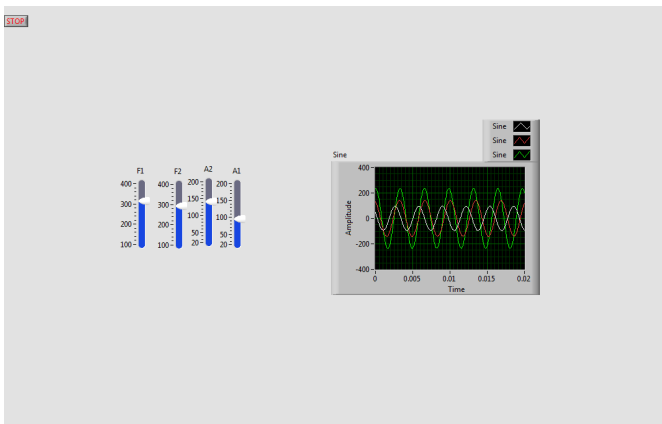 STOP
F1 F2 A2 A1
400 400 200 200
300 300 150 150
200 200 100 100
100 100 50 50
20 20
Sine
Sine
Sine
Sine
400
200
0
-200
-400
Amplitude
0 0.005 0.01 0.015 0.02
Time